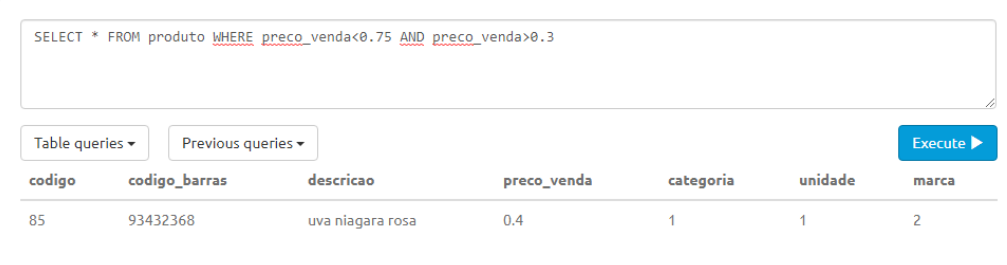 SELECT * FROM produto WHERE preco_venda<0.75 AND preco_venda>0.3
Table queries Previous queries Execute
codigo codigo_barras descricao preco_venda categoria unidade marca
85 93432368 uva niagara rosa 0.4 1 1 2